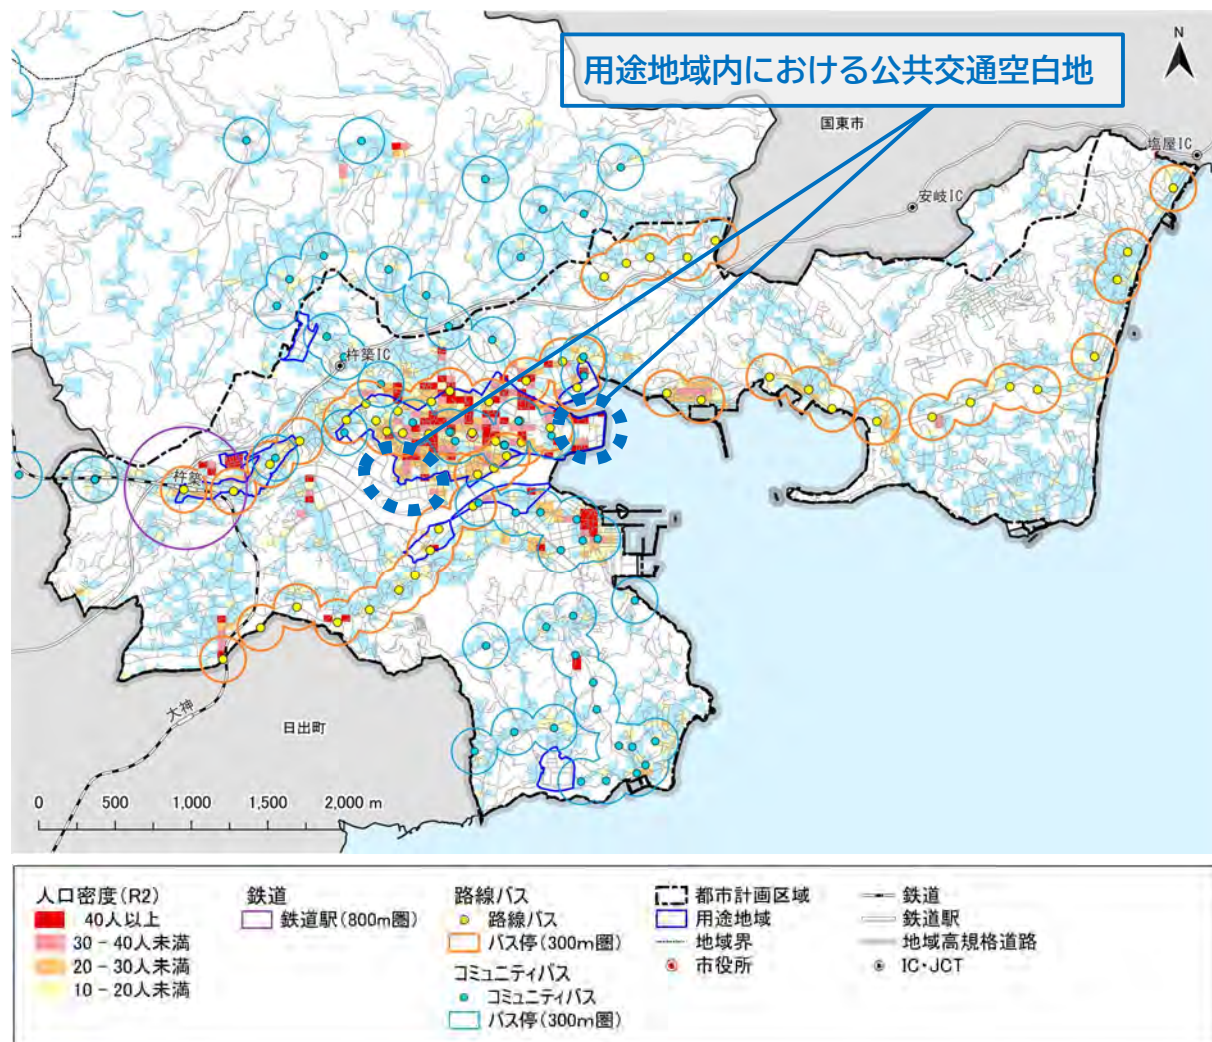 用途地域内における公共交通空白地
N
国東市
塩屋IC
安岐IC
杵築IC
杵築
大神
日出町
0 500 1,000 1,500 2,000 m
人口密度(R2)
40人以上
30 - 40人未満
20 - 30人未満
10 - 20人未満
鉄道
鉄道駅(800m圏)
路線バス
路線バス
バス停(300m圏)
コミュニティバス
コミュニティバス
バス停(300m圏)
都市計画区域
用途地域
地域界
市役所
鉄道
鉄道駅
地域高規格道路
IC・JCT